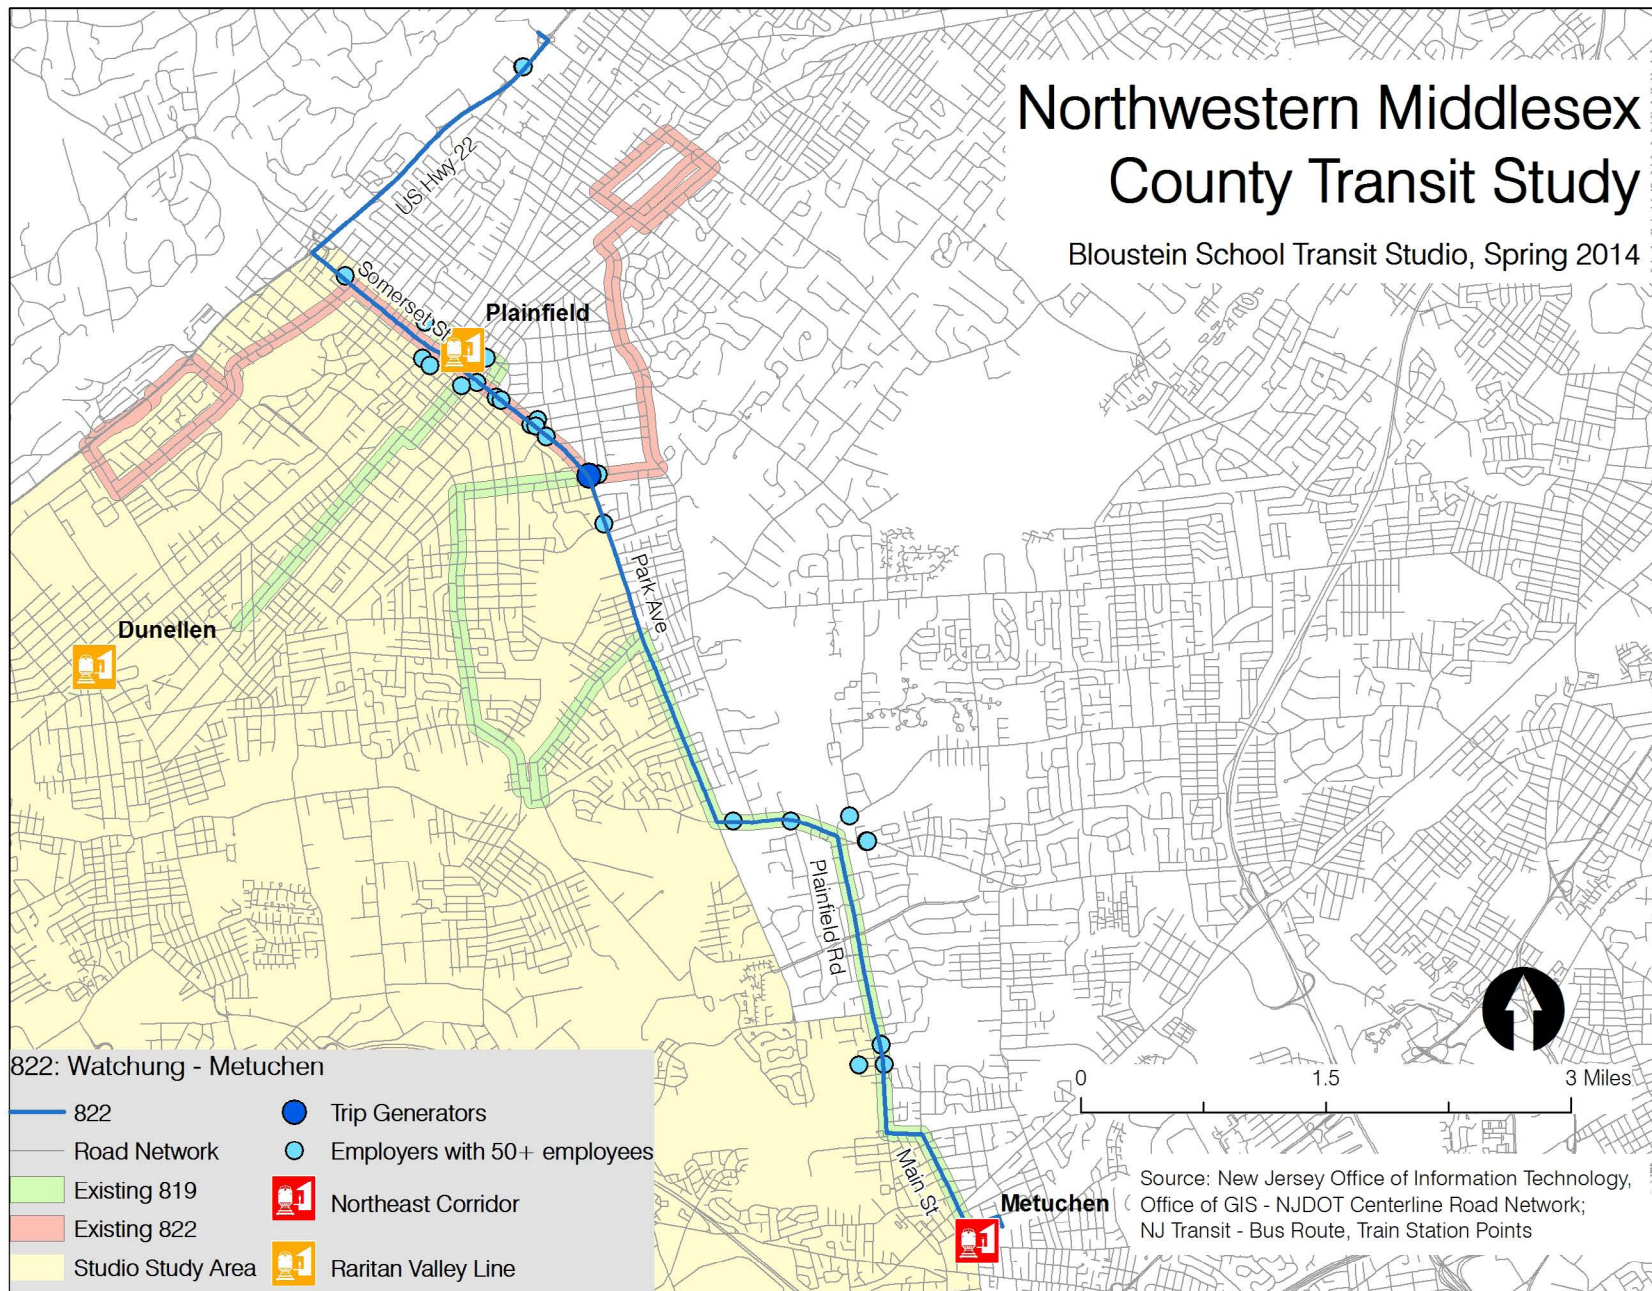 Northwestern Middlesex
County Transit Study
Bloustein School Transit Studio, Spring 2014
US Hwy 22
Somerset St
Plainfield
Park Ave
Dunellen
Plainfield Rd
Main St
Metuchen
0 1.5 3 Miles
822: Watchung - Metuchen
822
Road Network
Existing 819
Existing 822
Studio Study Area
Trip Generators
Employers with 50+ employees
Northeast Corridor
Raritan Valley Line
Source: New Jersey Office of Information Technology,
Office of GIS - NJDOT Centerline Road Network;
NJ Transit - Bus Route, Train Station Points